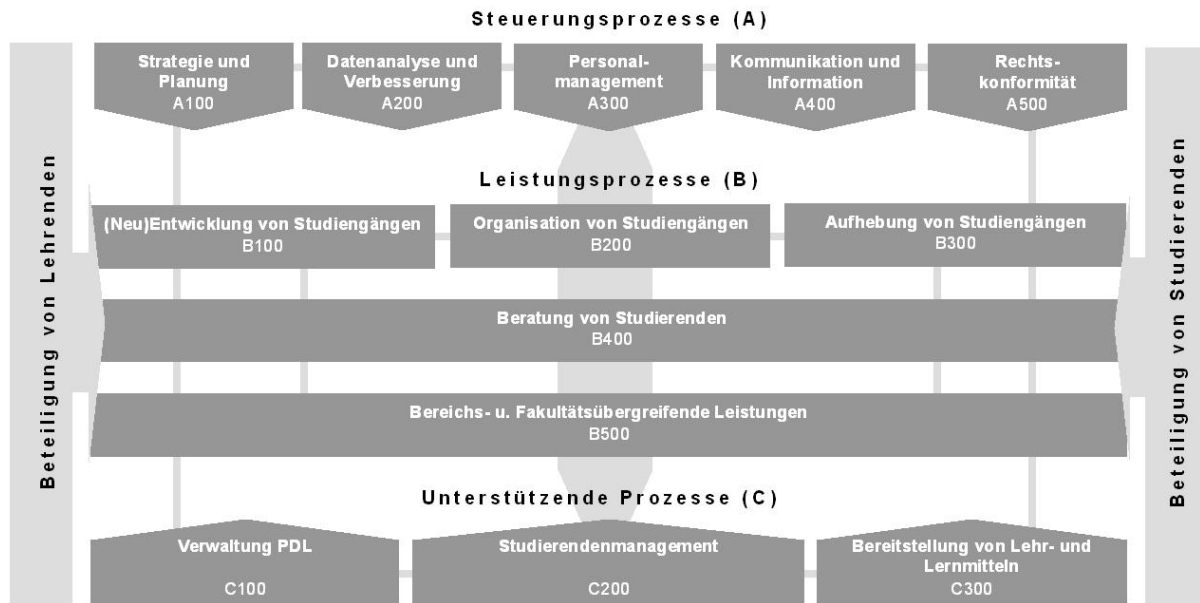 Steuerungsprozesse (A)
Strategie und
Planung
A100
Datenanalyse und
Verbesserung
A200
Personal-
management
A300
Kommunikation und
Information
A400
Rechts-
konformität
A500
Beteiligung von Lehrenden
Beteiligung von Studierenden
Leistungsprozesse (B)
(Neu)Entwicklung von Studiengängen
B100
Organisation von Studiengängen
B200
Aufhebung von Studiengängen
B300
Beratung von Studierenden
B400
Bereichs- u. Fakultätsübergreifende Leistungen
B500
Unterstützende Prozesse (C)
Verwaltung PDL
C100
Studierendenmanagement
C200
Bereitstellung von Lehr- und
Lernmitteln
C300